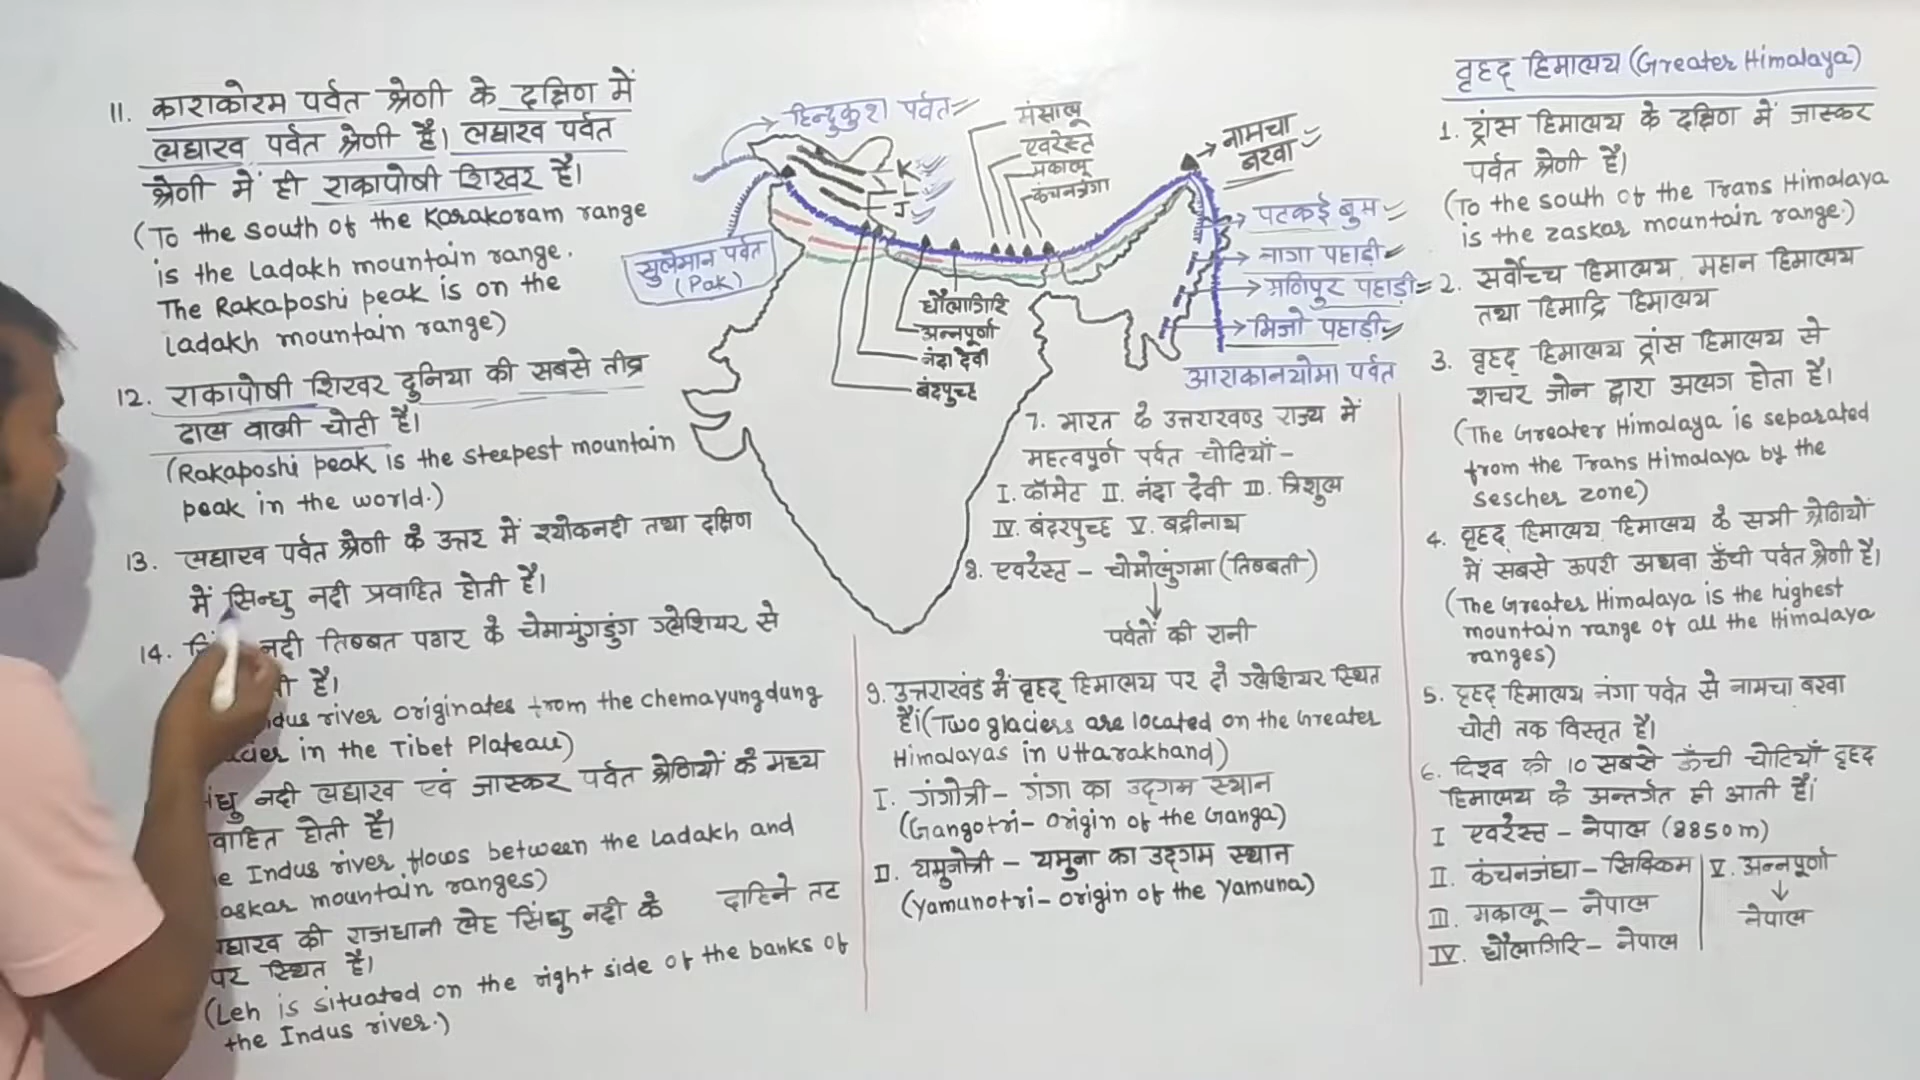 11. काराकोरम पर्वत श्रेणी के दक्षिण में
लद्दाख पर्वत श्रेणी है। लद्दाख पर्वत
श्रेणी में ही राकापोषी शिखर है।
(To the south of the Karakoram range
is the Ladakh mountain range.
The Rakaposhi peak is on the
Ladakh mountain range)
12. राकापोषी शिखर दुनिया की सबसे तीव्र
ढाल वाली चोटी है।
(Rakaposhi peak is the steepest mountain
peak in the world.)
13. लद्दाख पर्वत श्रेणी के उत्तर में श्योकनदी तथा दक्षिण
में सिन्धु नदी प्रवाहित होती है।
14. नदी तिब्बत पठार के चेमायुंगडुंग ग्लेशियर से
है।
river originates from the Chemayungdung
in the Tibet Plateau)
नदी लद्दाख एवं जास्कर पर्वत श्रेणियों के मध्य
होती है।
Indus river flows between the Ladakh and
mountain ranges)
की राजधानी लेह सिंधु नदी के दाहिने तट
पर स्थित है।
(Leh is situated on the right side of the banks of
the Indus river.)
हिन्दुकुश पर्वत
सुलेमान पर्वत
(Pak)
K
L
J
मंसालू
एवरेस्ट
मकालू
कंचनजंगा
नामचा
बरवा
पटकई बुम
नागा पहाड़ी
मणिपुर पहाड़ी
मिजो पहाड़ी
आराकानयोमा पर्वत
धौलागिरि
अन्नपूर्णा
नंदा देवी
बंदपुच्छ
7. भारत के उत्तराखण्ड राज्य में
महत्वपूर्ण पर्वत चोटियाँ -
I. कॉमेट II. नंदा देवी III. त्रिशुल
IV. बंदरपुच्छ V. बद्रीनाथ
8. एवरेस्ट - चोमोलुंगमा (तिब्बती)
पर्वतों की रानी
9. उत्तराखंड में वृहद् हिमालय पर दो ग्लेशियर स्थित
हैं। (Two glaciers are located on the Greater
Himalayas in Uttarakhand)
I. गंगोत्री - गंगा का उद्गम स्थान
(Gangotri - origin of the Ganga)
II. यमुनोत्री - यमुना का उद्गम स्थान
(Yamunotri - origin of the Yamuna)
वृहद् हिमालय (Greater Himalaya)
1. ट्रांस हिमालय के दक्षिण में जास्कर
पर्वत श्रेणी है।
(To the south of the Trans Himalaya
is the zaskar mountain range.)
2. सर्वोच्च हिमालय, महान हिमालय
तथा हिमाद्रि हिमालय
3. वृहद् हिमालय ट्रांस हिमालय से
शचर जोन द्वारा अलग होता है।
(The Greater Himalaya is separated
from the Trans Himalaya by the
sescher zone)
4. वृहद् हिमालय हिमालय के सभी श्रेणियों
में सबसे ऊपरी अथवा ऊँची पर्वत श्रेणी है।
(The Greater Himalaya is the highest
mountain range of all the Himalaya
ranges)
5. वृहद् हिमालय नंगा पर्वत से नामचा बरवा
चोटी तक विस्तृत है।
6. विश्व की 10 सबसे ऊँची चोटियाँ वृहद्
हिमालय के अन्तर्गत ही आती हैं।
I एवरेस्ट - नेपाल (8850m)
II. कंचनजंघा - सिक्किम
III. मकालू - नेपाल
IV. धौलागिरि - नेपाल
V. अन्नपूर्णा
नेपाल